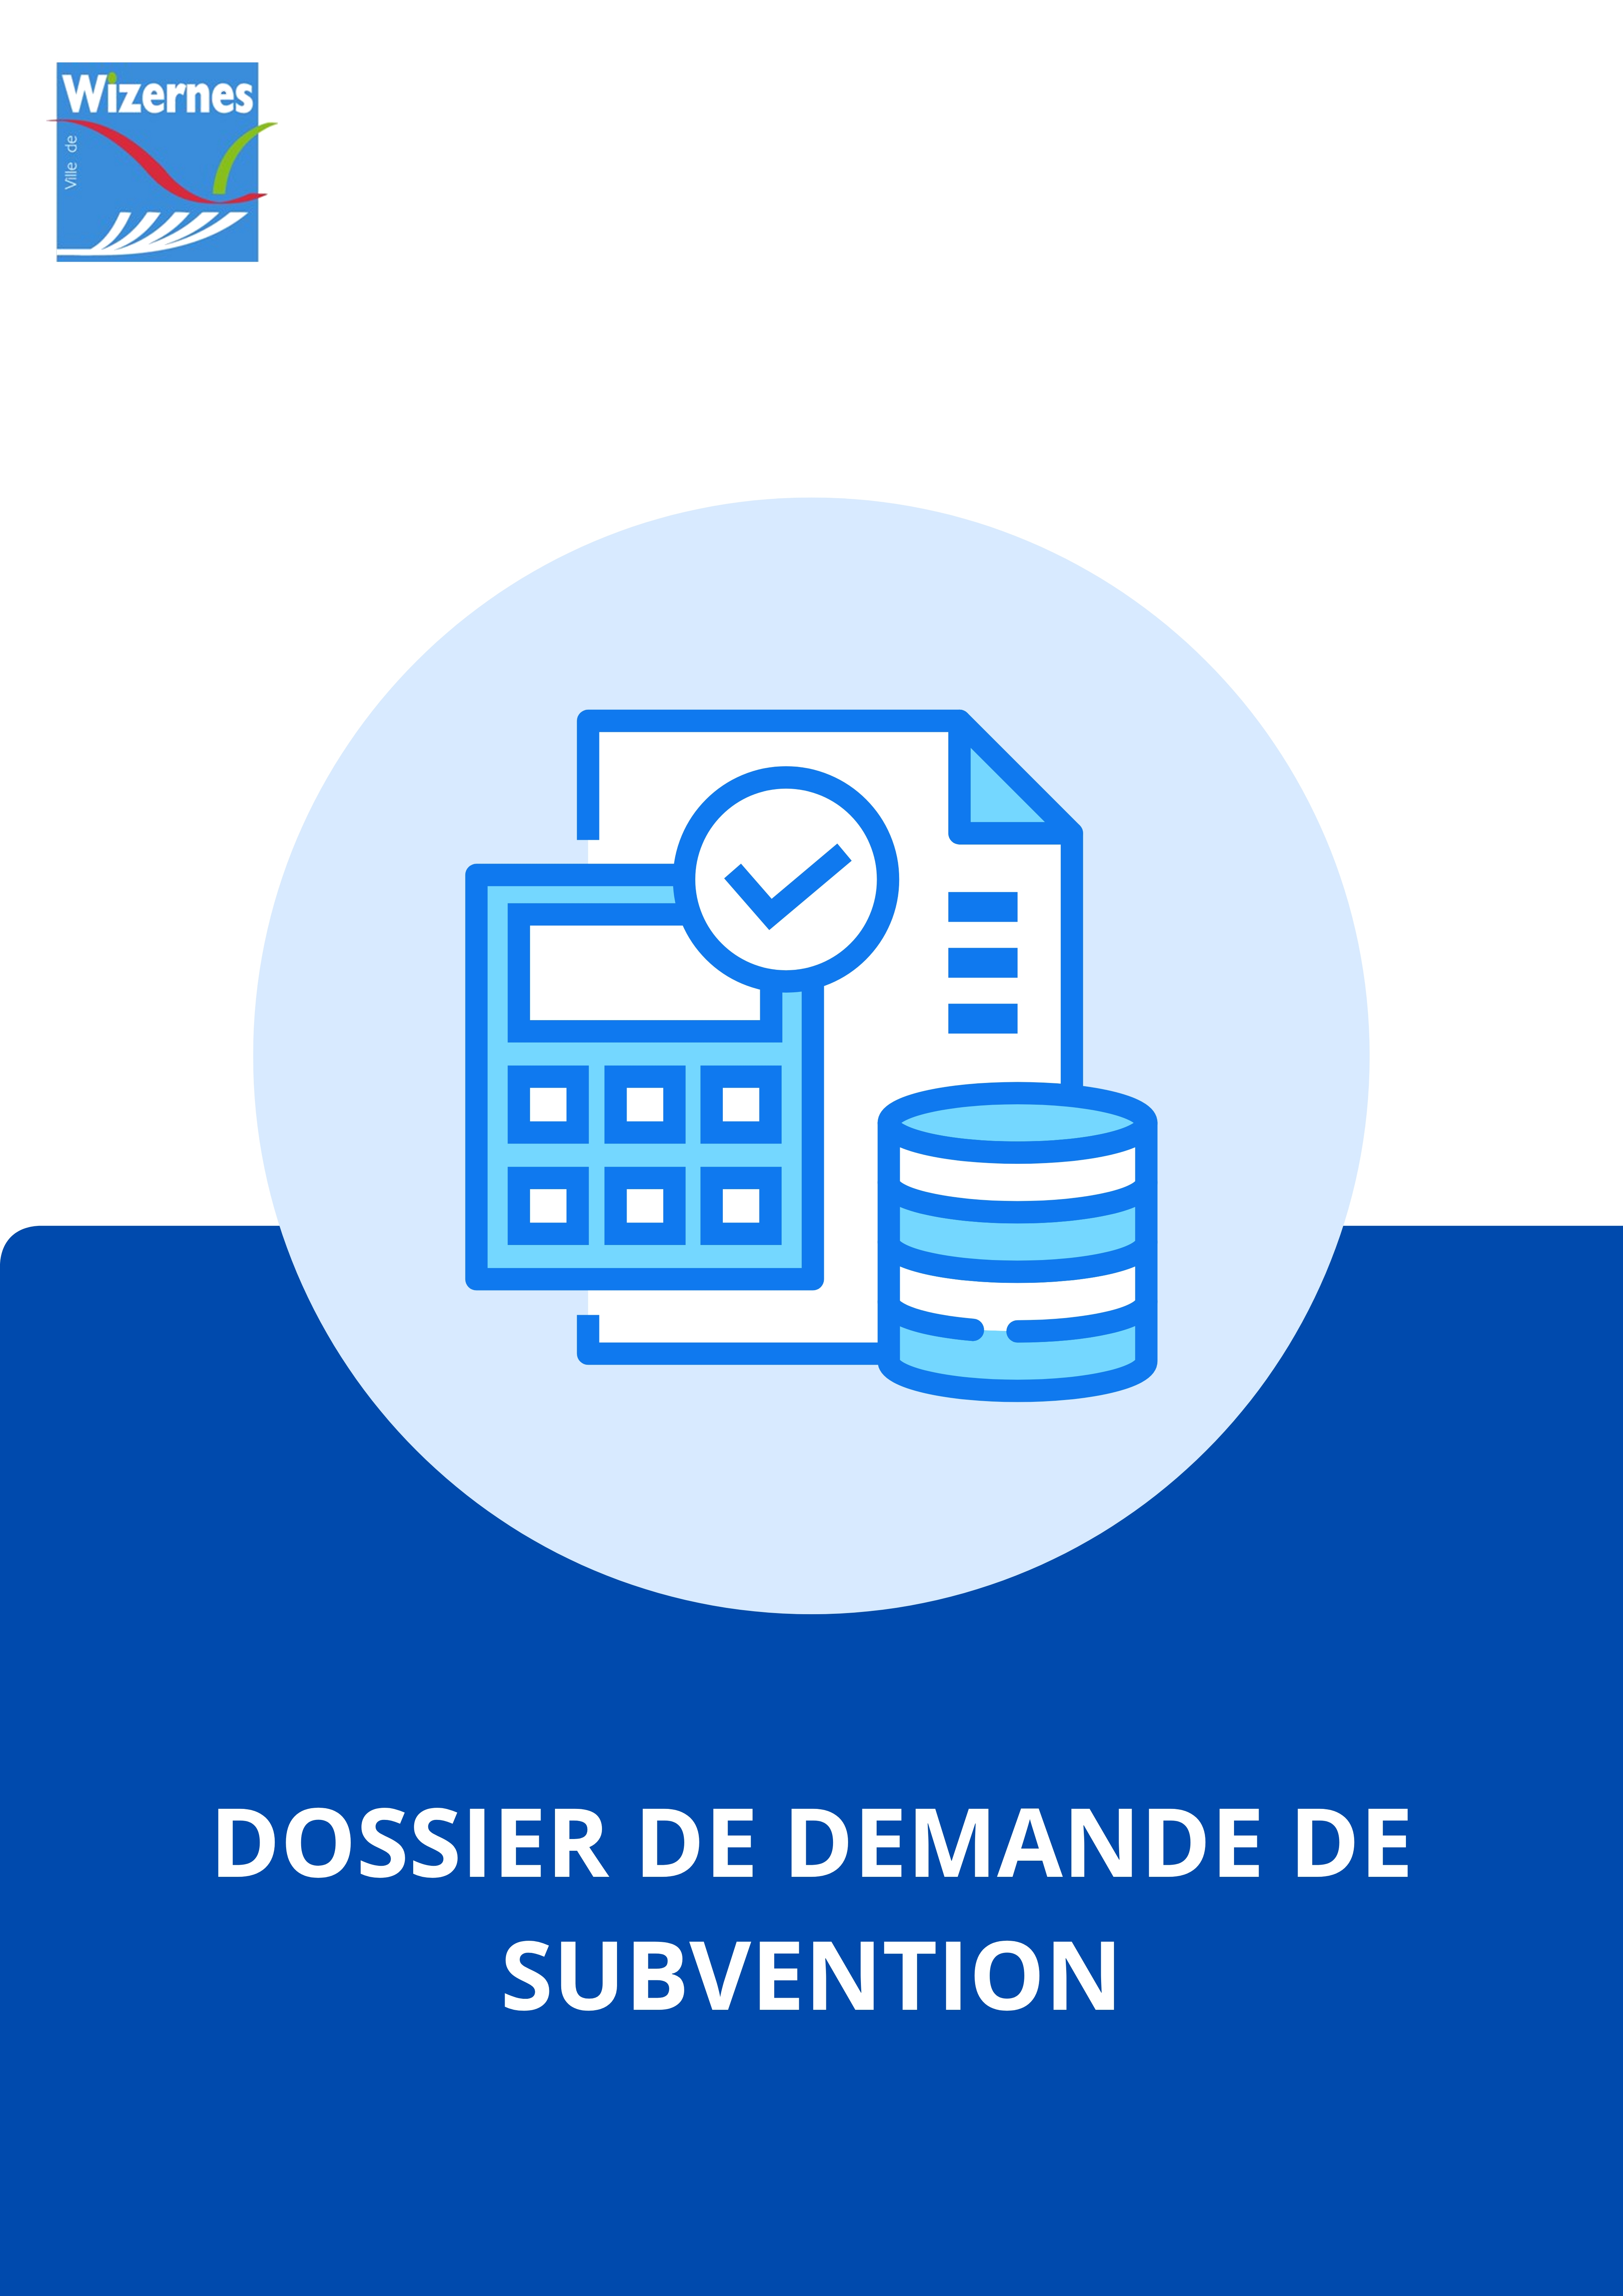 Wizernes
Ville de
DOSSIER DE DEMANDE DE
SUBVENTION